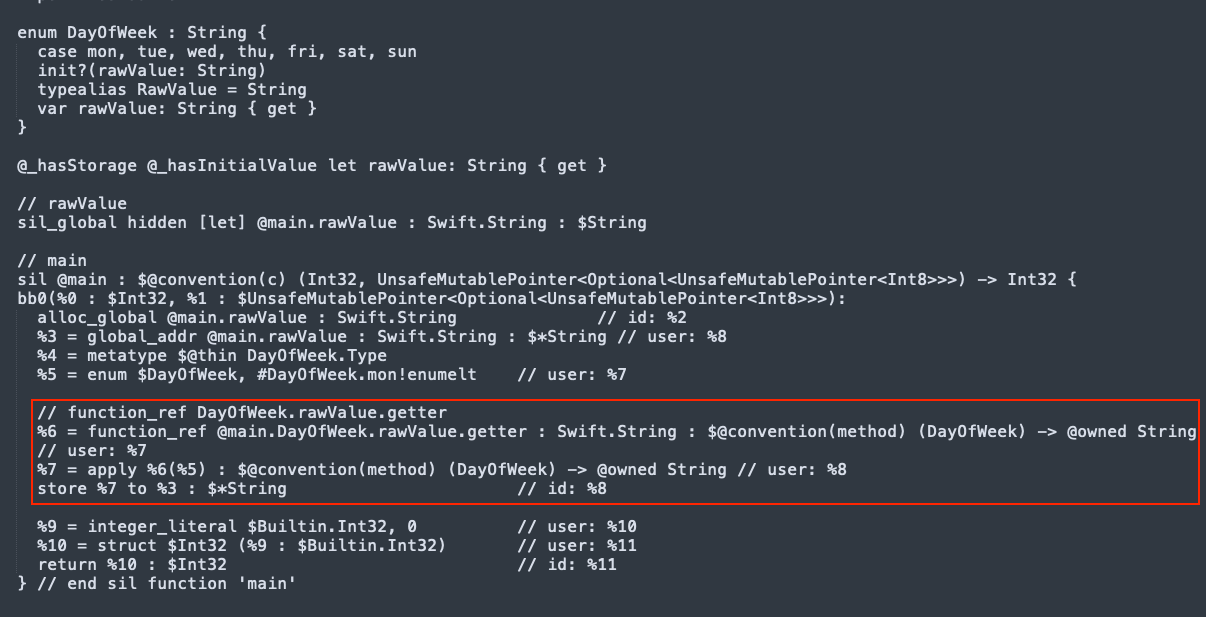 enum DayOfWeek : String {
  case mon, tue, wed, thu, fri, sat, sun
  init?(rawValue: String)
  typealias RawValue = String
  var rawValue: String { get }
}
@_hasStorage @_hasInitialValue let rawValue: String { get }
// rawValue
sil_global hidden [let] @main.rawValue : Swift.String : $String
// main
sil @main : $@convention(c) (Int32, UnsafeMutablePointer<Optional<UnsafeMutablePointer<Int8>>>) -> Int32 {
bb0(%0 : $Int32, %1 : $UnsafeMutablePointer<Optional<UnsafeMutablePointer<Int8>>>):
  alloc_global @main.rawValue : Swift.String              // id: %2
  %3 = global_addr @main.rawValue : Swift.String : $*String // user: %8
  %4 = metatype $@thin DayOfWeek.Type
  %5 = enum $DayOfWeek, #DayOfWeek.mon!enumelt    // user: %7
  // function_ref DayOfWeek.rawValue.getter
  %6 = function_ref @main.DayOfWeek.rawValue.getter : Swift.String : $@convention(method) (DayOfWeek) -> @owned String
  // user: %7
  %7 = apply %6(%5) : $@convention(method) (DayOfWeek) -> @owned String // user: %8
  store %7 to %3 : $*String                       // id: %8
  %9 = integer_literal $Builtin.Int32, 0          // user: %10
  %10 = struct $Int32 (%9 : $Builtin.Int32)       // user: %11
  return %10 : $Int32                             // id: %11
} // end sil function 'main'